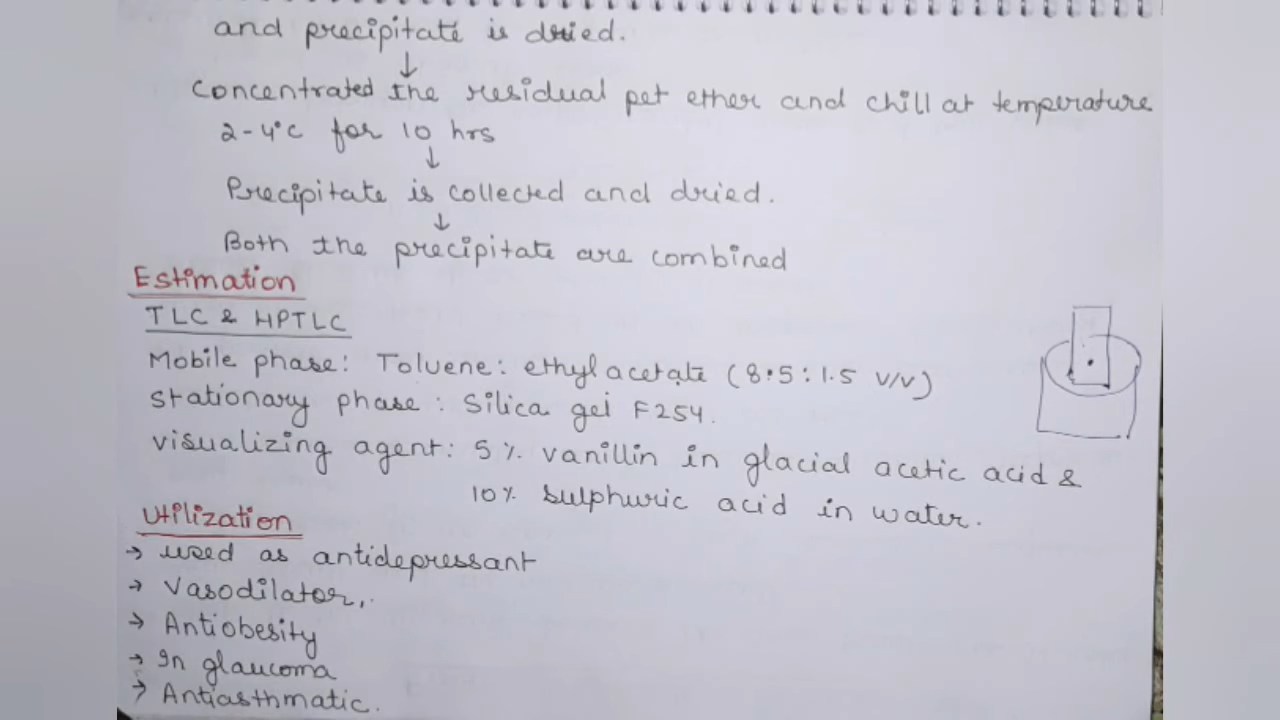 and precipitate is dried.
↓
Concentrated the residual pet ether and chill at temperature
2-4°c for 10 hrs
↓
Precipitate is collected and dried.
↓
Both the precipitate are combined
Estimation
TLC & HPTLC
Mobile phase: Toluene: ethyl acetate (8.5:1.5 v/v)
Stationary phase: Silica gel F254.
visualizing agent: 5% vanillin in glacial acetic acid &
10% sulphuric acid in water.
Utilization
→ used as antidepressant
→ Vasodilator,.
→ Antiobesity
→ In glaucoma
→ Antiasthmatic.